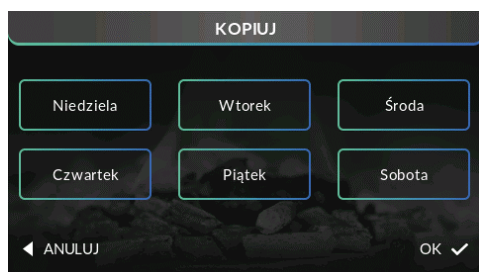 KOPIUJ
Niedziela Wtorek Środa
Czwartek Piątek Sobota
ANULUJ OK